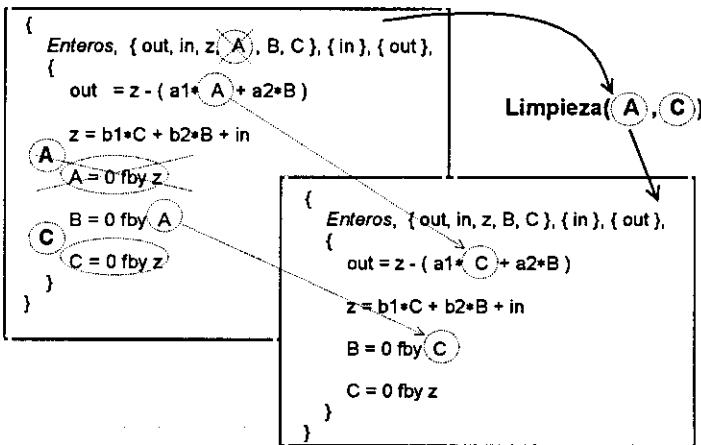 {
Enteros, { out, in, z, A, B, C }, { in }, { out },
{
out = z - ( a1* A + a2*B )
z = b1*C + b2*B + in
A
A = 0 fby z
B = 0 fby A
C
C = 0 fby z
}
}
Limpieza( A , C )
{
Enteros, { out, in, z, B, C }, { in }, { out },
{
out = z - ( a1* C + a2*B )
z = b1*C + b2*B + in
B = 0 fby C
C = 0 fby z
}
}